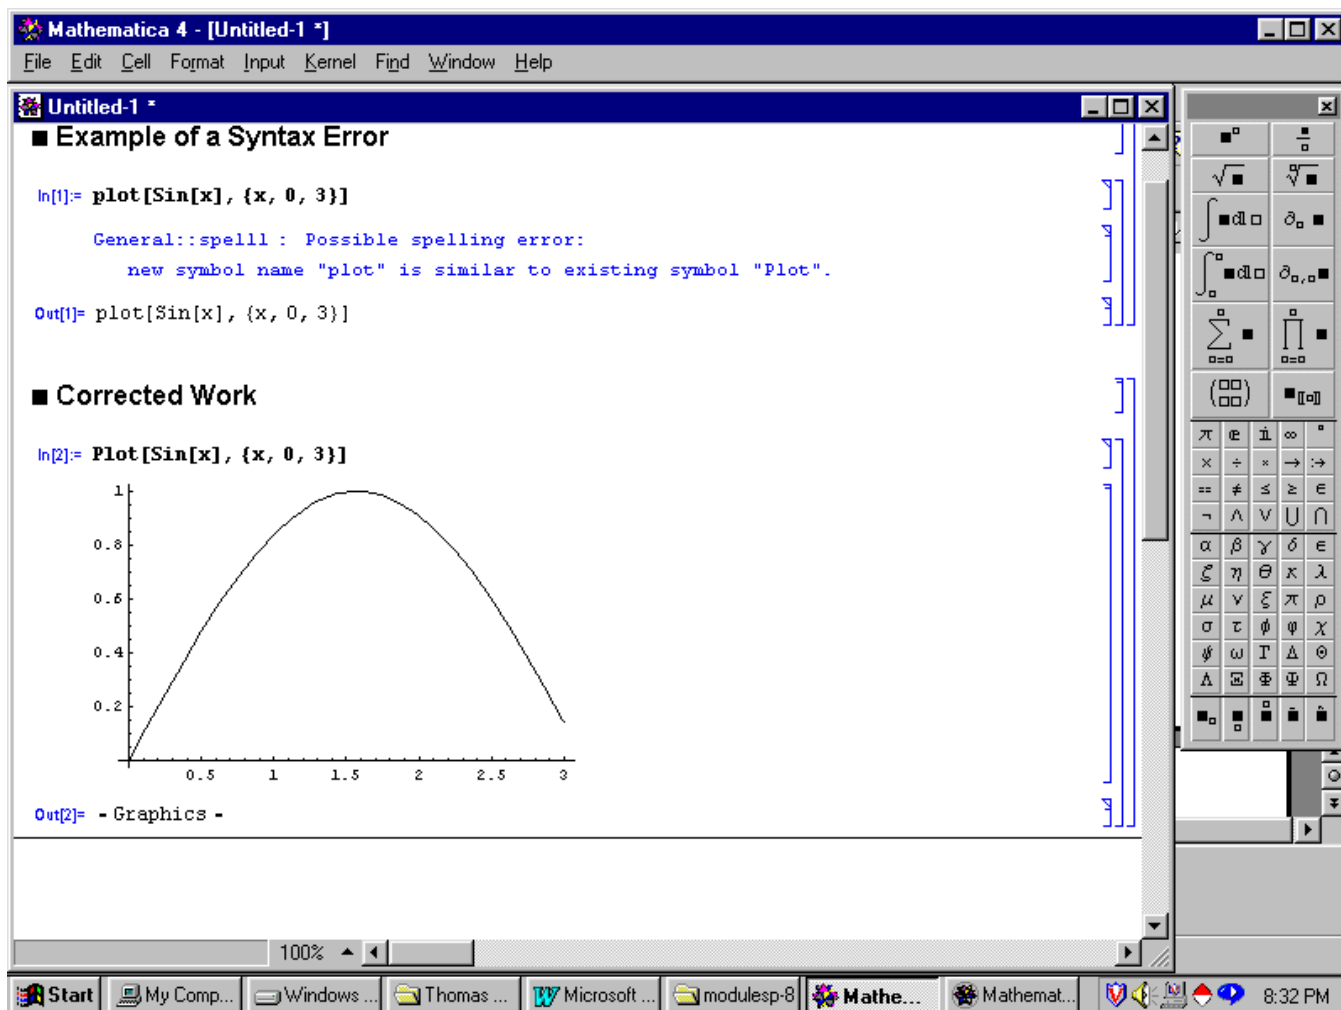 Mathematica 4 - [Untitled-1 *]
File Edit Cell Format Input Kernel Find Window Help
Untitled-1 *
■ Example of a Syntax Error
In[1]:= plot[Sin[x], {x, 0, 3}]
General::spell1 : Possible spelling error:
new symbol name "plot" is similar to existing symbol "Plot".
Out[1]= plot[Sin[x], {x, 0, 3}]
■ Corrected Work
In[2]:= Plot[Sin[x], {x, 0, 3}]
1
0.8
0.6
0.4
0.2
0.5 1 1.5 2 2.5 3
Out[2]= - Graphics -
100%
■▫ ■/▫
√■ ▫√■
∫■ⅆ▫ ∂▫ ■
∫▫▫■ⅆ▫ ∂▫,▫■
∑ ▫ ▫=▫ ■ ∏ ▫ ▫=▫ ■
(▫▫ ▫▫) ■〚▫〛
π ⅇ ⅈ ∞ °
× ÷ × → :→
== ≠ ≤ ≥ ∈
¬ ∧ ∨ ∪ ∩
α β γ δ ϵ
ζ η θ κ λ
μ ν ξ π ρ
σ τ ϕ φ χ
ψ ω Γ Δ Θ
Λ Ξ Φ Ψ Ω
Start My Comp... Windows ... Thomas ... Microsoft ... modulesp-8 Mathe... Mathemat... 8:32 PM